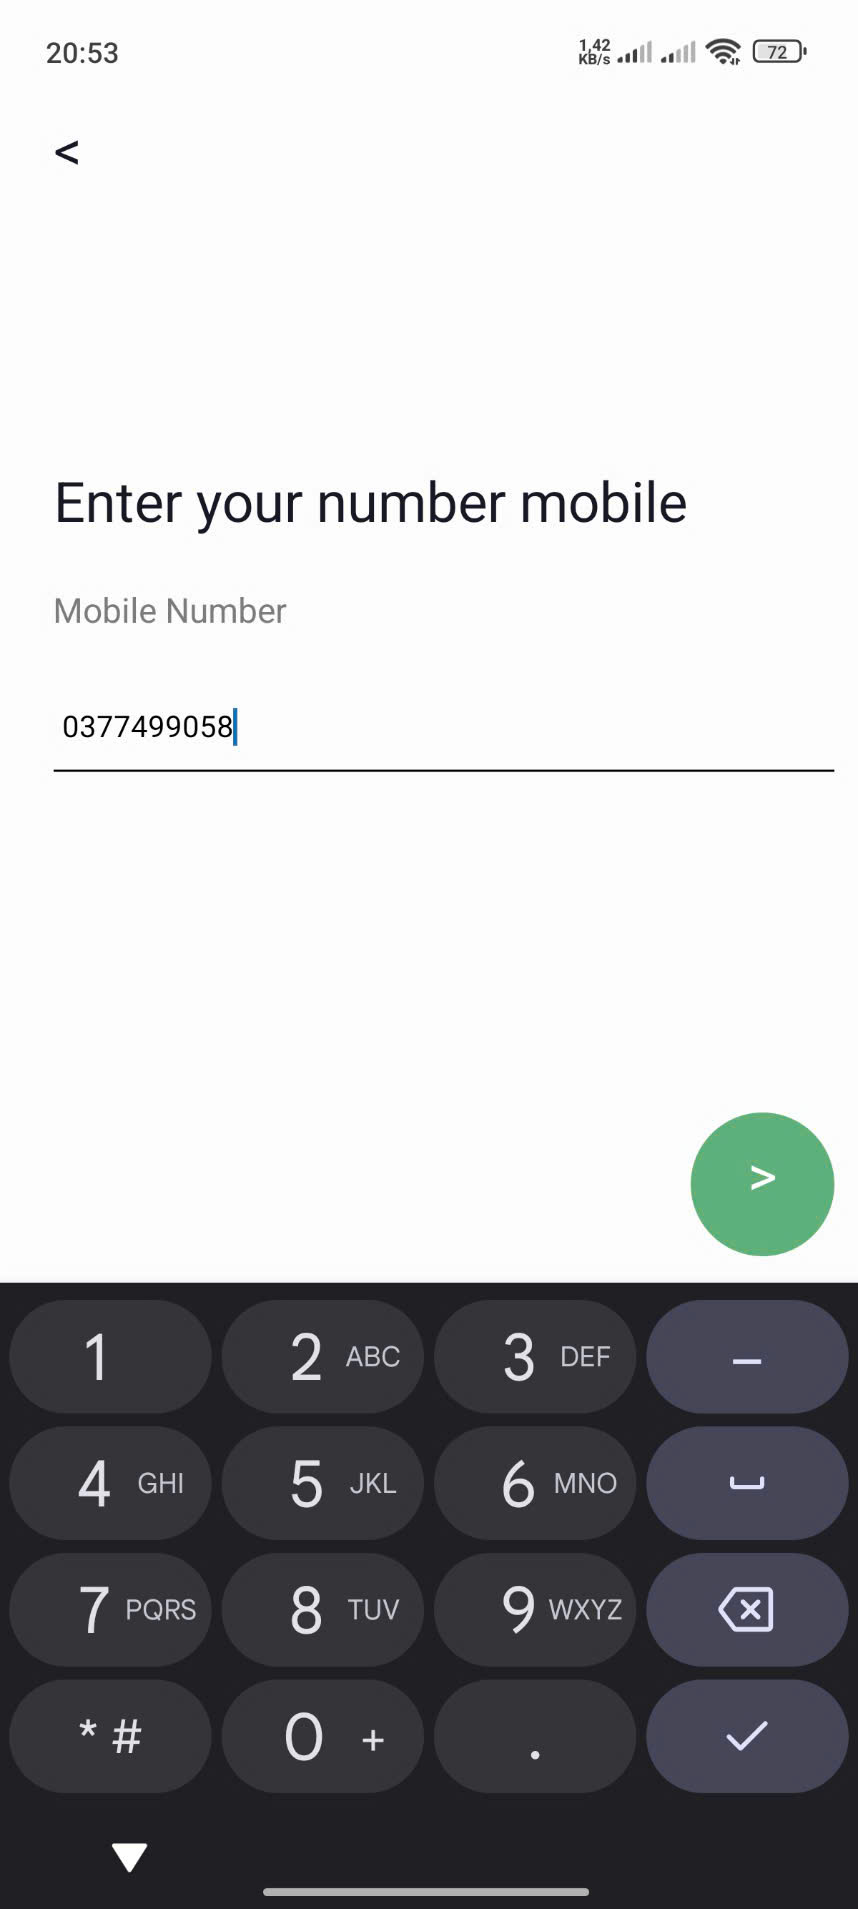 20:53
1,42
KB/s
72
<
Enter your number mobile
Mobile Number
0377499058
>
1
2 ABC
3 DEF
–
4 GHI
5 JKL
6 MNO
7 PQRS
8 TUV
9 WXYZ
* #
0 +
.